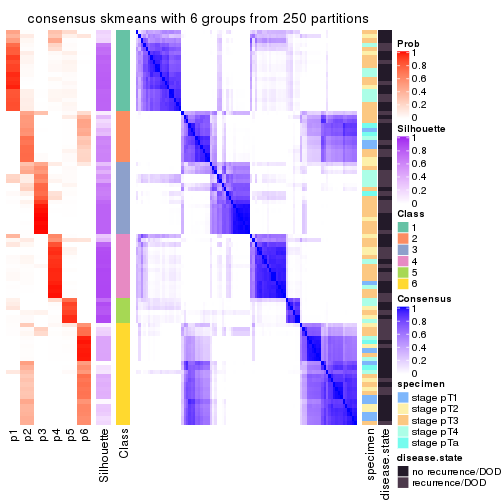 consensus skmeans with 6 groups from 250 partitions
Prob
1
0.8
0.6
0.4
0.2
0
Silhouette
1
0.8
0.6
0.4
0.2
0
Class
1
2
3
4
5
6
Consensus
1
0.8
0.6
0.4
0.2
0
specimen
stage pT1
stage pT2
stage pT3
stage pT4
stage pTa
disease.state
no recurrence/DOD
recurrence/DOD
p1
p2
p3
p4
p5
p6
Silhouette
Class
specimen
disease.state